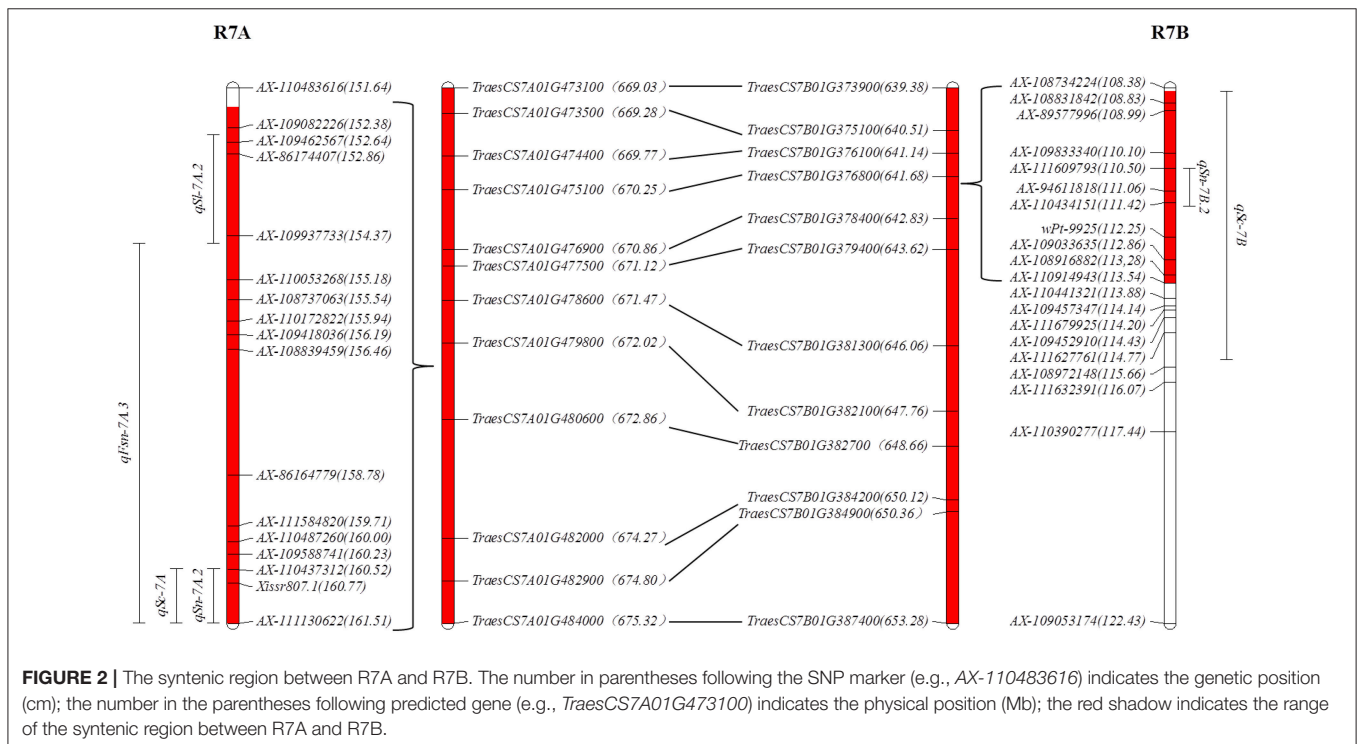 R7A
R7B
AX-110483616(151.64)
AX-109082226(152.38)
AX-109462567(152.64)
AX-86174407(152.86)
AX-109937733(154.37)
AX-110053268(155.18)
AX-108737063(155.54)
AX-110172822(155.94)
AX-109418036(156.19)
AX-108839459(156.46)
AX-86164779(158.78)
AX-111584820(159.71)
AX-110487260(160.00)
AX-109588741(160.23)
AX-110437312(160.52)
Xissr807.1(160.77)
AX-111130622(161.51)
qSl-7A.2
qFsn-7A.3
qSc-7A
qSn-7A.2
TraesCS7A01G473100（669.03）
TraesCS7A01G473500（669.28）
TraesCS7A01G474400（669.77）
TraesCS7A01G475100（670.25）
TraesCS7A01G476900（670.86）
TraesCS7A01G477500（671.12）
TraesCS7A01G478600（671.47）
TraesCS7A01G479800（672.02）
TraesCS7A01G480600（672.86）
TraesCS7A01G482000（674.27）
TraesCS7A01G482900（674.80）
TraesCS7A01G484000（675.32）
TraesCS7B01G373900(639.38)
TraesCS7B01G375100(640.51)
TraesCS7B01G376100(641.14)
TraesCS7B01G376800(641.68)
TraesCS7B01G378400(642.83)
TraesCS7B01G379400(643.62)
TraesCS7B01G381300(646.06)
TraesCS7B01G382100(647.76)
TraesCS7B01G382700（648.66)
TraesCS7B01G384200(650.12)
TraesCS7B01G384900(650.36）
TraesCS7B01G387400(653.28)
AX-108734224(108.38)
AX-108831842(108.83)
AX-89577996(108.99)
AX-109833340(110.10)
AX-111609793(110.50)
AX-94611818(111.06)
AX-110434151(111.42)
wPt-9925(112.25)
AX-109033635(112.86)
AX-108916882(113,28)
AX-110914943(113.54)
AX-110441321(113.88)
AX-109457347(114.14)
AX-111679925(114.20)
AX-109452910(114.43)
AX-111627761(114.77)
AX-108972148(115.66)
AX-111632391(116.07)
AX-110390277(117.44)
AX-109053174(122.43)
qSn-7B.2
qSc-7B
FIGURE 2 | The syntenic region between R7A and R7B. The number in parentheses following the SNP marker (e.g., AX-110483616) indicates the genetic position
(cm); the number in the parentheses following predicted gene (e.g., TraesCS7A01G473100) indicates the physical position (Mb); the red shadow indicates the range
of the syntenic region between R7A and R7B.